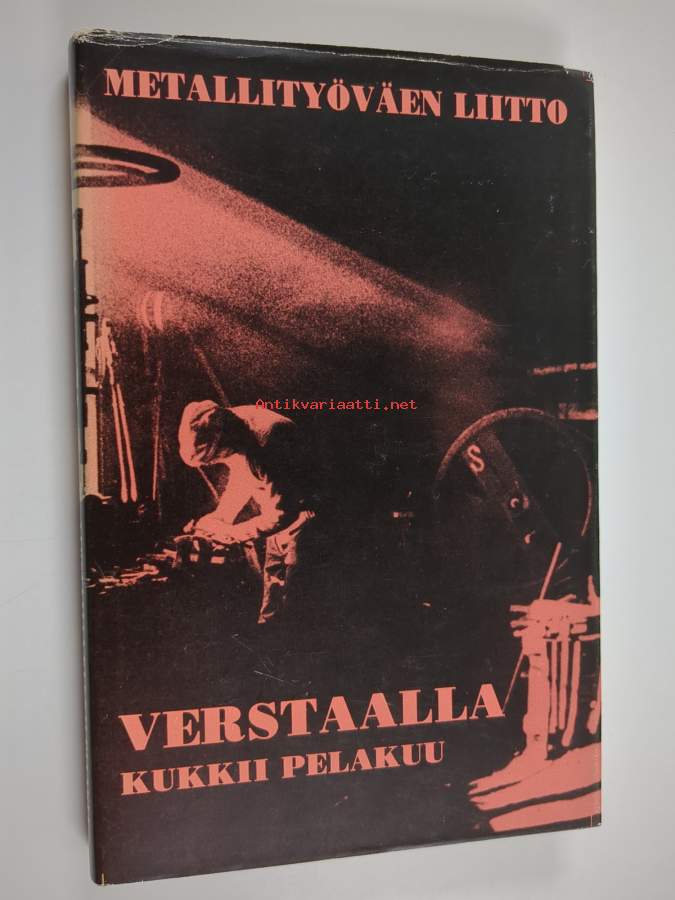 METALLITYÖVÄEN LIITTO
Antikvariaatti.net
S
VERSTAALLA
KUKKII PELAKUU